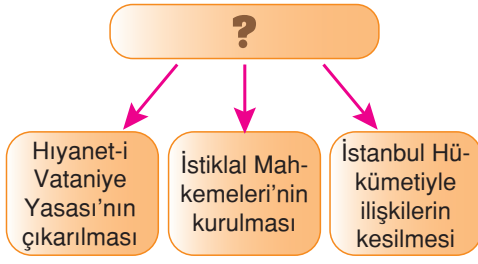 ?
Hıyanet-i
Vataniye
Yasası'nın
çıkarılması
İstiklal Mah-
kemeleri'nin
kurulması
İstanbul Hü-
kümetiyle
ilişkilerin
kesilmesi